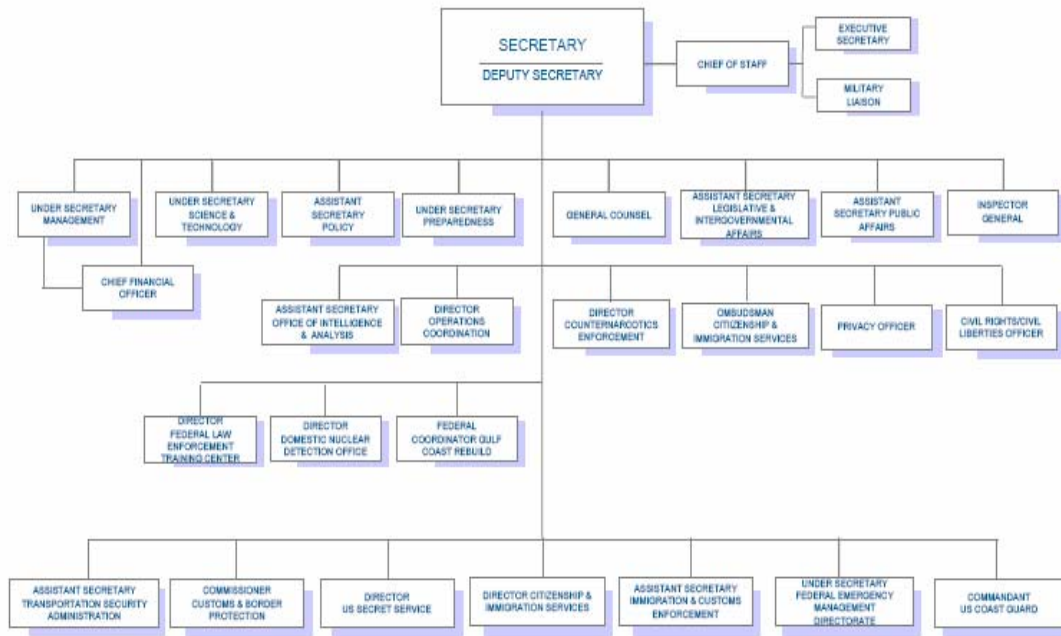 SECRETARY
DEPUTY SECRETARY
CHIEF OF STAFF
EXECUTIVE
SECRETARY
MILITARY
LIAISON
UNDER SECRETARY
MANAGEMENT
UNDER SECRETARY
SCIENCE &
TECHNOLOGY
ASSISTANT
SECRETARY
POLICY
UNDER SECRETARY
PREPAREDNESS
GENERAL COUNSEL
ASSISTANT SECRETARY
LEGISLATIVE &
INTERGOVERNMENTAL
AFFAIRS
ASSISTANT
SECRETARY PUBLIC
AFFAIRS
INSPECTOR
GENERAL
CHIEF FINANCIAL
OFFICER
ASSISTANT SECRETARY
OFFICE OF INTELLIGENCE
& ANALYSIS
DIRECTOR
OPERATIONS
COORDINATION
DIRECTOR
COUNTERNARCOTICS
ENFORCEMENT
OMBUDSMAN
CITIZENSHIP &
IMMIGRATION SERVICES
PRIVACY OFFICER
CIVIL RIGHTS/CIVIL
LIBERTIES OFFICER
DIRECTOR
FEDERAL LAW
ENFORCEMENT
TRAINING CENTER
DIRECTOR
DOMESTIC NUCLEAR
DETECTION OFFICE
FEDERAL
COORDINATOR GULF
COAST REBUILD
ASSISTANT SECRETARY
TRANSPORTATION SECURITY
ADMINISTRATION
COMMISSIONER
CUSTOMS & BORDER
PROTECTION
DIRECTOR
US SECRET SERVICE
DIRECTOR CITIZENSHIP &
IMMIGRATION SERVICES
ASSISTANT SECRETARY
IMMIGRATION & CUSTOMS
ENFORCEMENT
UNDER SECRETARY
FEDERAL EMERGENCY
MANAGEMENT
DIRECTORATE
COMMANDANT
US COAST GUARD